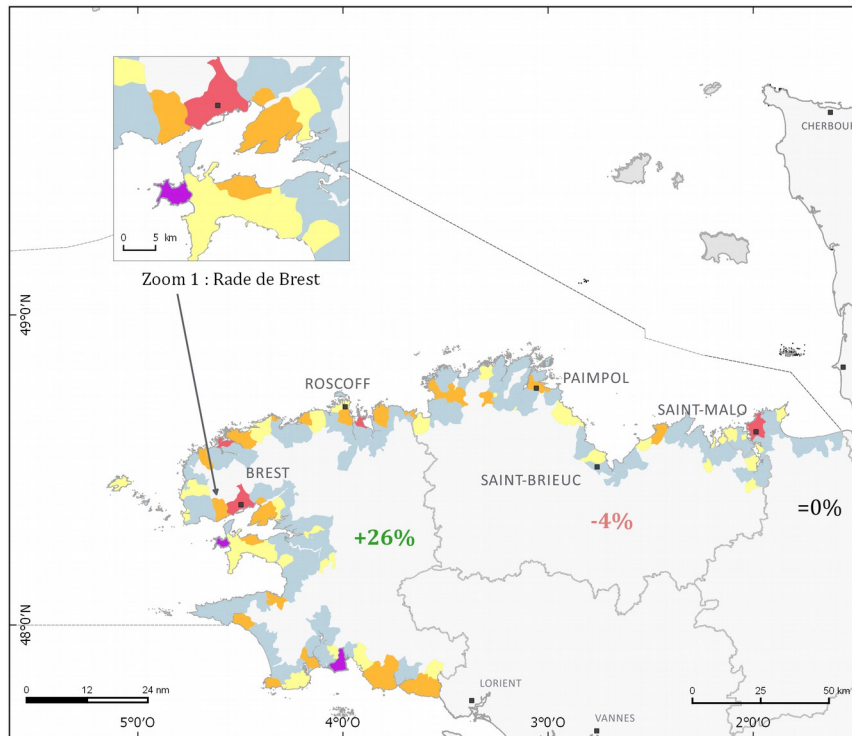 CHERBOUR
0 5 km
Zoom 1 : Rade de Brest
49°0'N
ROSCOFF
PAIMPOL
SAINT-MALO
BREST
SAINT-BRIEUC
+26%
-4%
=0%
48°0'N
LORIENT
VANNES
0 12 24 nm
0 25 50 km
5°0'O 4°0'O 3°0'O 2°0'O